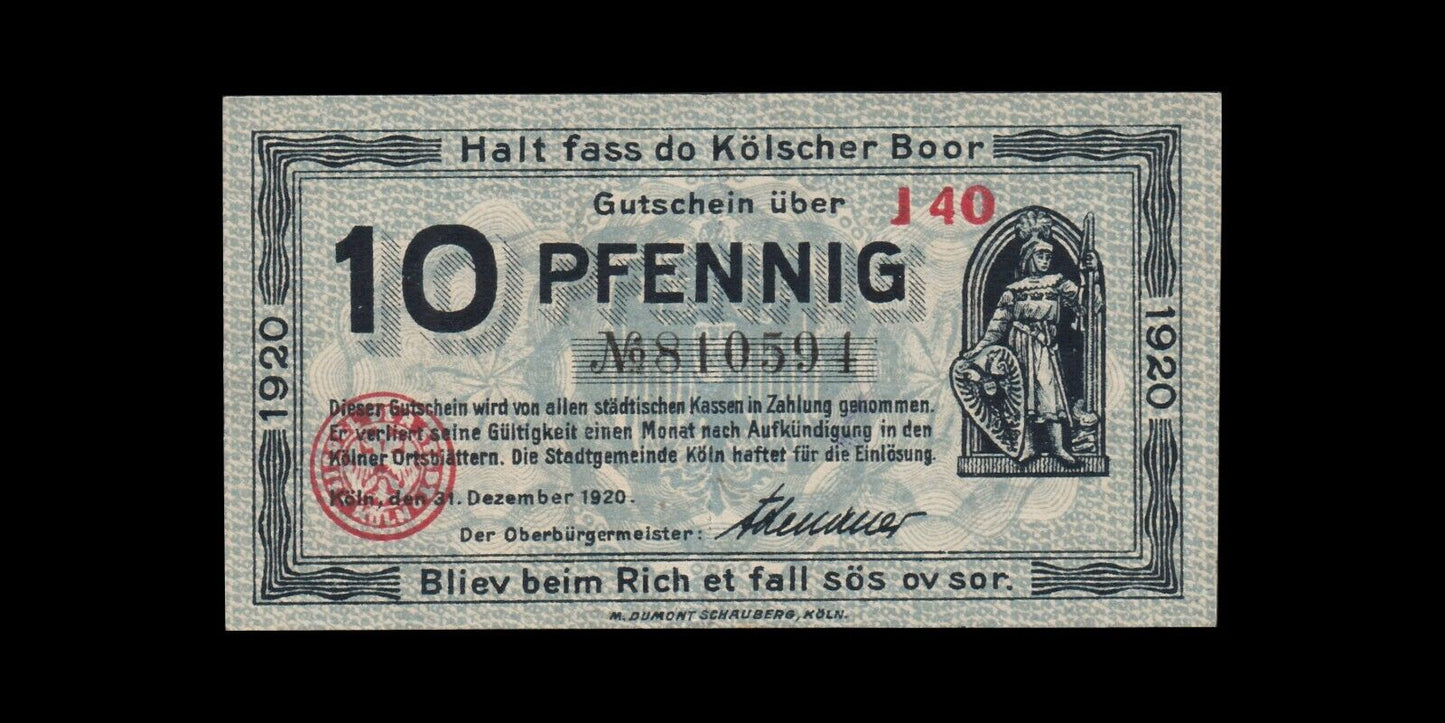 Halt fass do Kölscher Boor
Gutschein über
J 40
10 PFENNIG
№ 810594
1920
1920
Dieser Gutschein wird von allen städtischen Kassen in Zahlung genommen.
Er verliert seine Gültigkeit einen Monat nach Aufkündigung in den
Kölner Ortsblättern. Die Stadtgemeinde Köln haftet für die Einlösung.
Köln, den 31. Dezember 1920.
KÖLN
Der Oberbürgermeister: Adenauer
Bliev beim Rich et fall sös ov sor.
M. DUMONT SCHAUBERG, KÖLN.